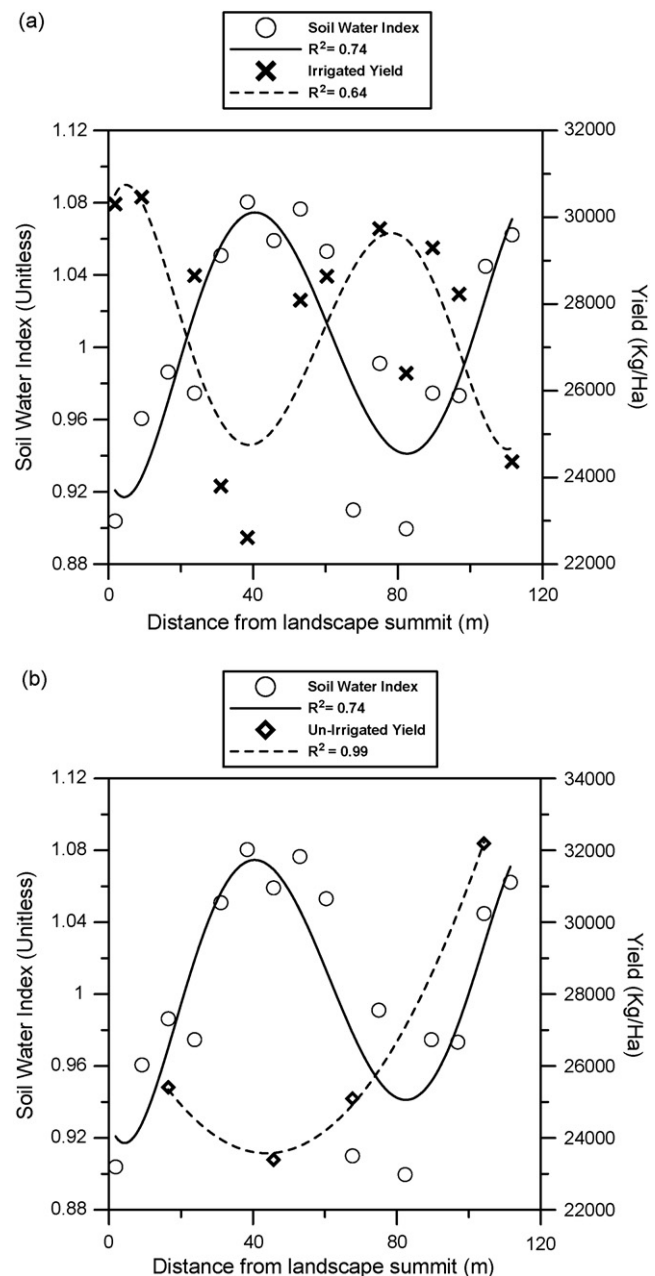 (a)
Soil Water Index
R²= 0.74
Irrigated Yield
R²= 0.64
1.12
1.08
1.04
1
0.96
0.92
0.88
Soil Water Index (Unitless)
32000
30000
28000
26000
24000
22000
Yield (Kg/Ha)
0
40
80
120
Distance from landscape summit (m)
(b)
Soil Water Index
R²= 0.74
Un-Irrigated Yield
R² = 0.99
1.12
1.08
1.04
1
0.96
0.92
0.88
Soil Water Index (Unitless)
34000
32000
30000
28000
26000
24000
22000
Yield (Kg/Ha)
0
40
80
120
Distance from landscape summit (m)